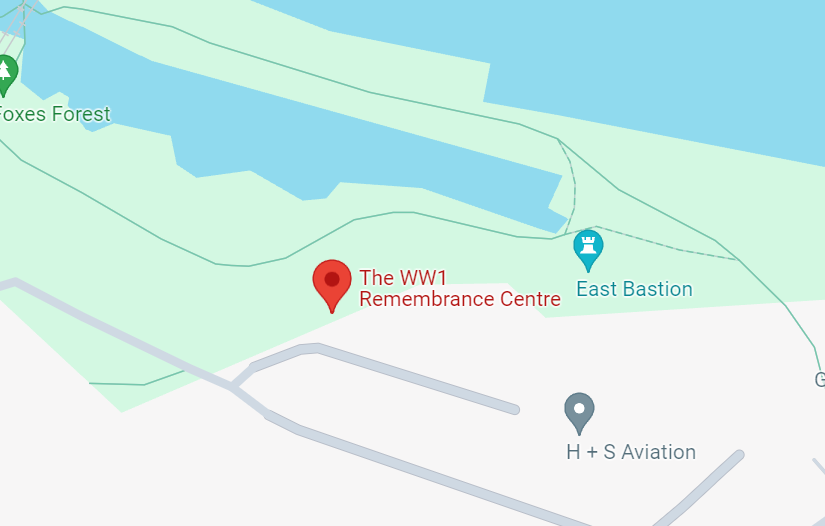 Foxes Forest
The WW1
Remembrance Centre
East Bastion
G
H + S Aviation